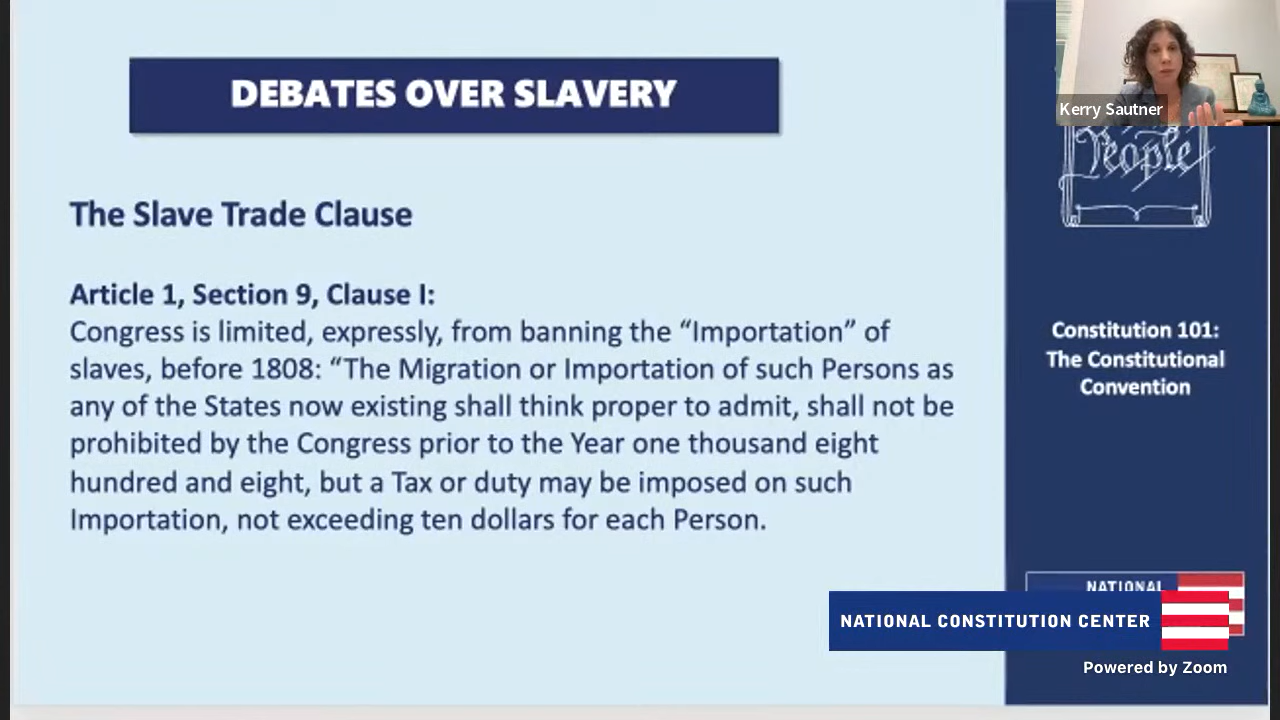 DEBATES OVER SLAVERY
The Slave Trade Clause
Article 1, Section 9, Clause I:
Congress is limited, expressly, from banning the “Importation” of
slaves, before 1808: “The Migration or Importation of such Persons as
any of the States now existing shall think proper to admit, shall not be
prohibited by the Congress prior to the Year one thousand eight
hundred and eight, but a Tax or duty may be imposed on such
Importation, not exceeding ten dollars for each Person.
Kerry Sautner
People
Constitution 101:
The Constitutional
Convention
NATIONAL
NATIONAL CONSTITUTION CENTER
Powered by Zoom